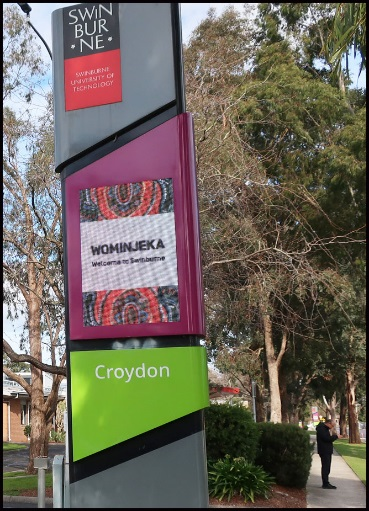 SWIN
BUR
• NE •
SWINBURNE
UNIVERSITY OF
TECHNOLOGY
WOMINJEKA
Welcome to Swinburne
Croydon